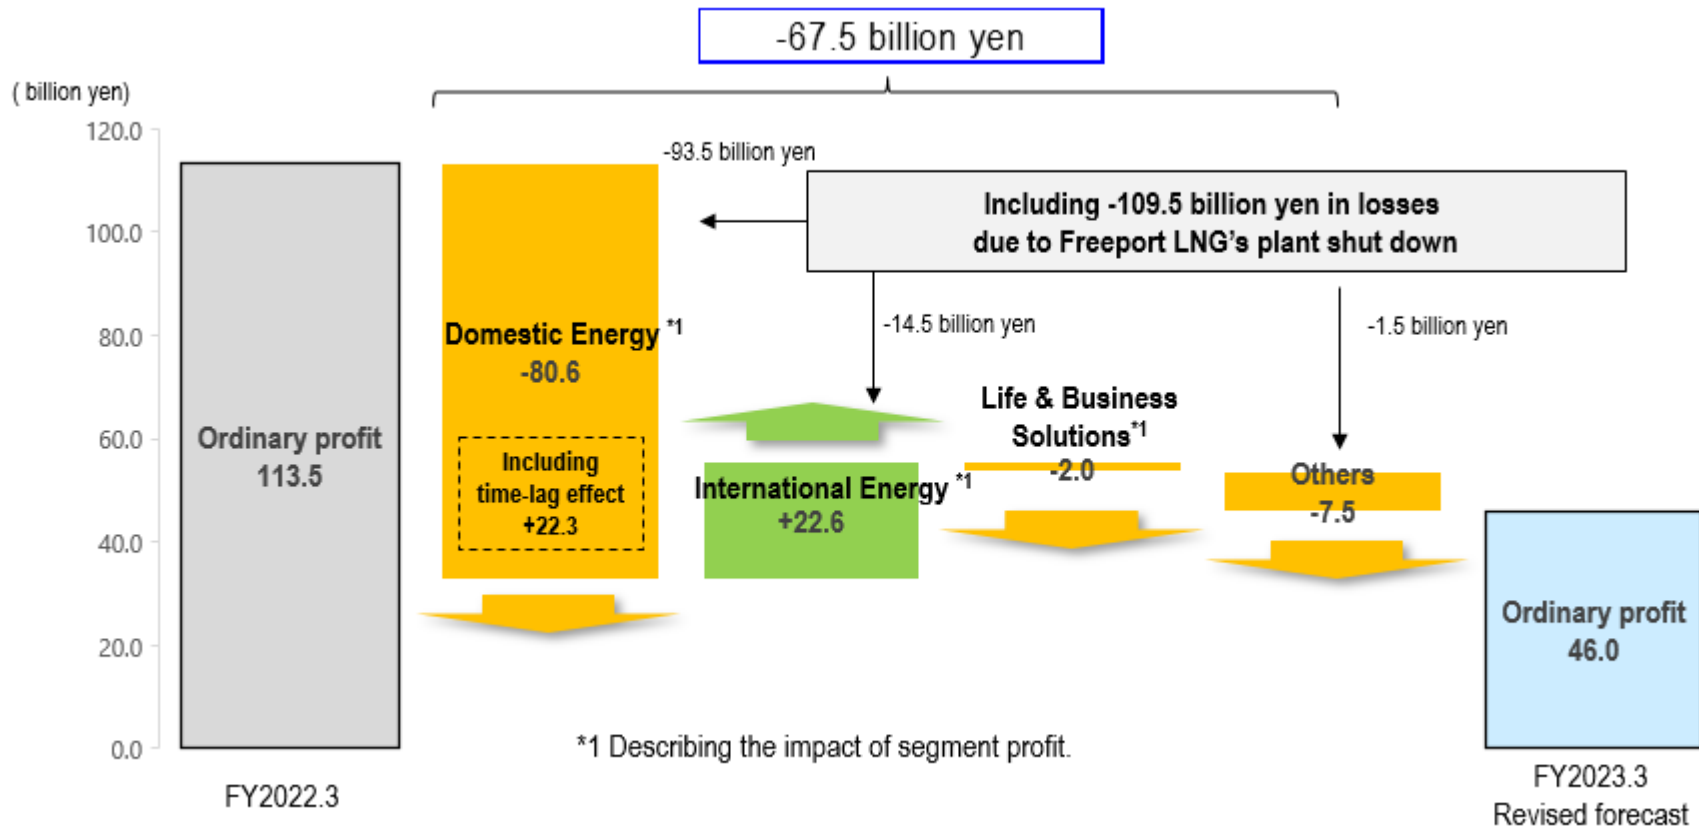 -67.5 billion yen
( billion yen)
120.0
100.0
80.0
60.0
40.0
20.0
0.0
-93.5 billion yen
Including -109.5 billion yen in losses
due to Freeport LNG’s plant shut down
-14.5 billion yen
-1.5 billion yen
Ordinary profit
113.5
Domestic Energy *1
-80.6
Including
time-lag effect
+22.3
International Energy *1
+22.6
Life & Business
Solutions*1
-2.0
Others
-7.5
Ordinary profit
46.0
*1 Describing the impact of segment profit.
FY2022.3
FY2023.3
Revised forecast